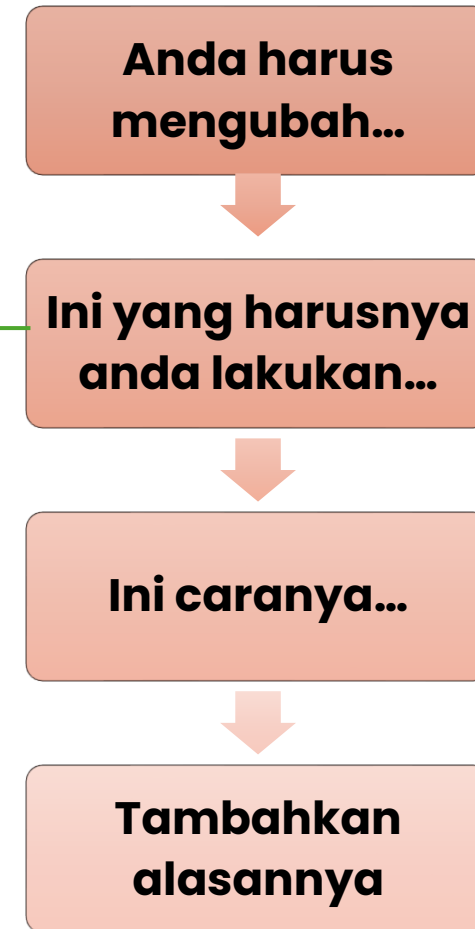 Anda harus
mengubah...
Ini yang harusnya
anda lakukan...
Ini caranya...
Tambahkan
alasannya